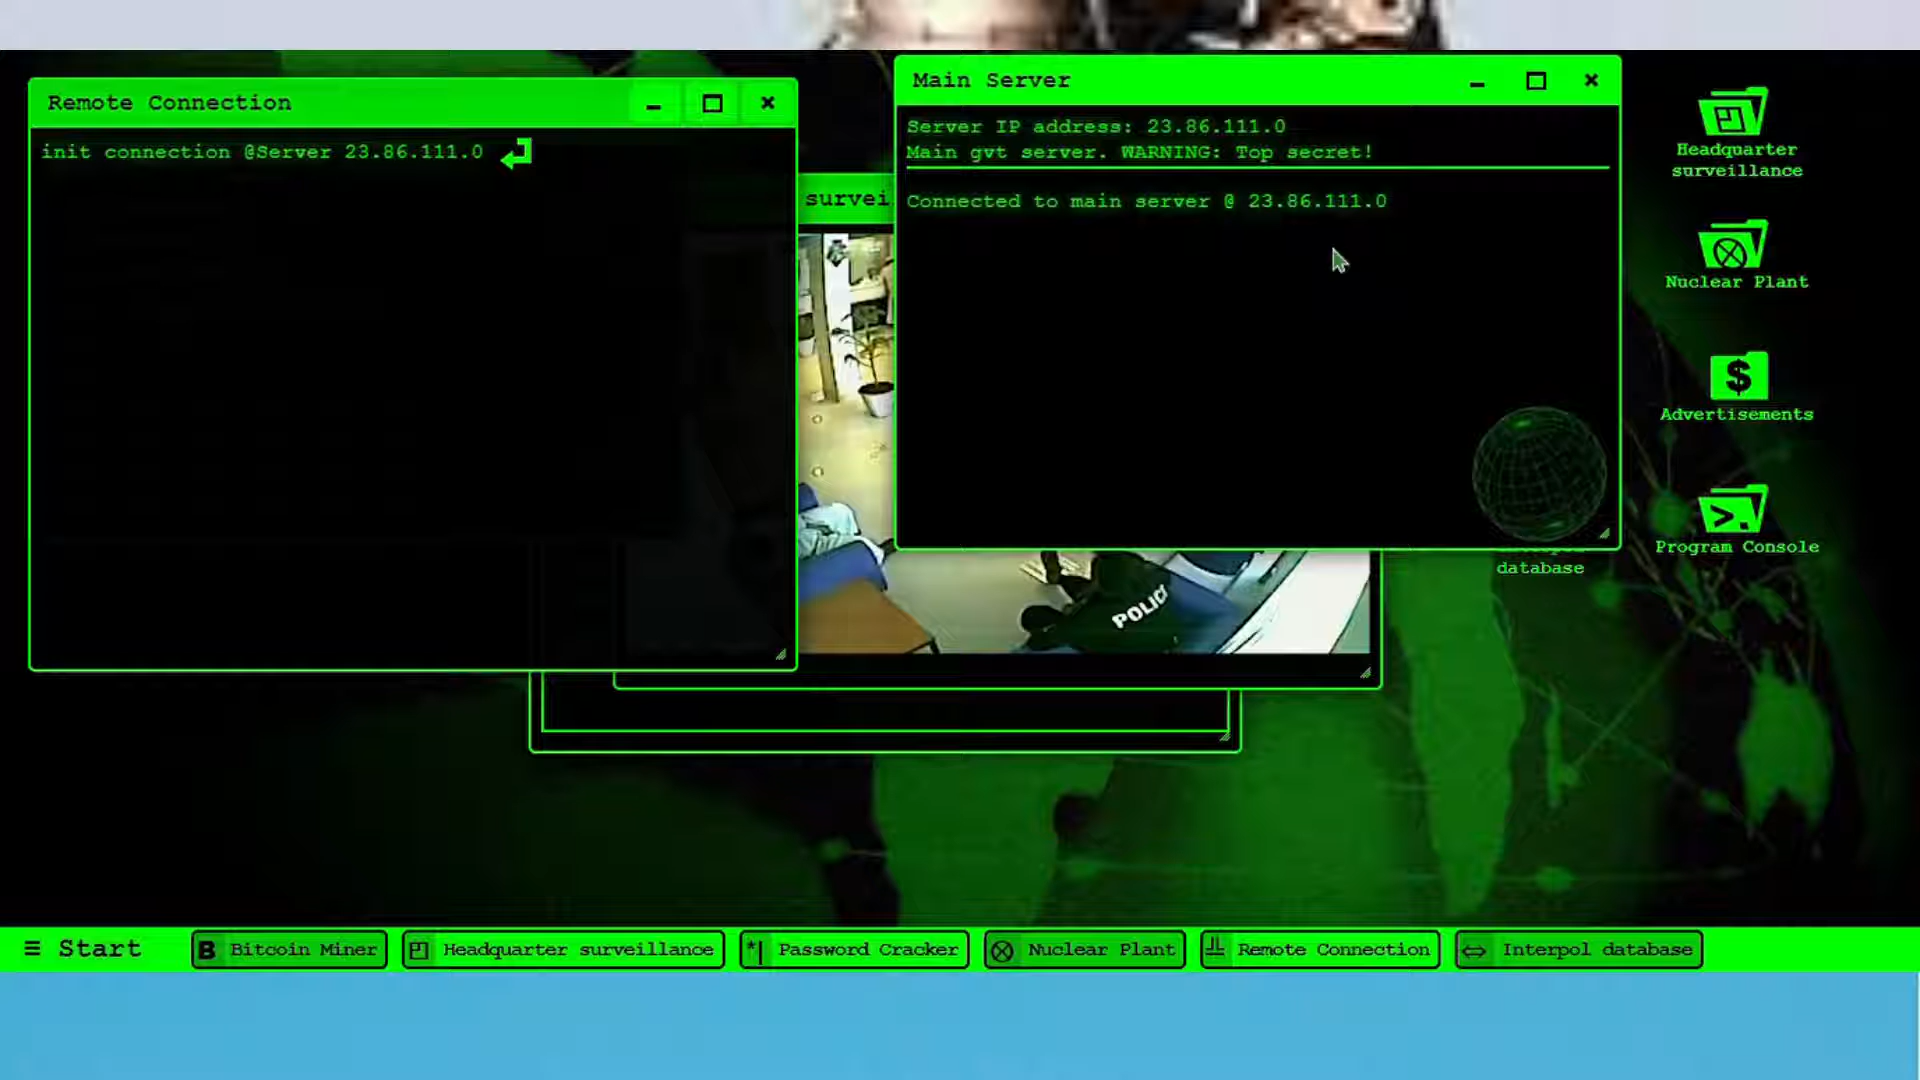 Remote Connection
init connection @Server 23.86.111.0
survei
Main Server
Server IP address: 23.86.111.0
Main gvt server. WARNING: Top secret!
Connected to main server @ 23.86.111.0
POLICE
Headquarter
surveillance
Nuclear Plant
$
Advertisements
>_
Program Console
database
≡ Start
B Bitcoin Miner
Headquarter surveillance
*| Password Cracker
Nuclear Plant
Remote Connection
Interpol database